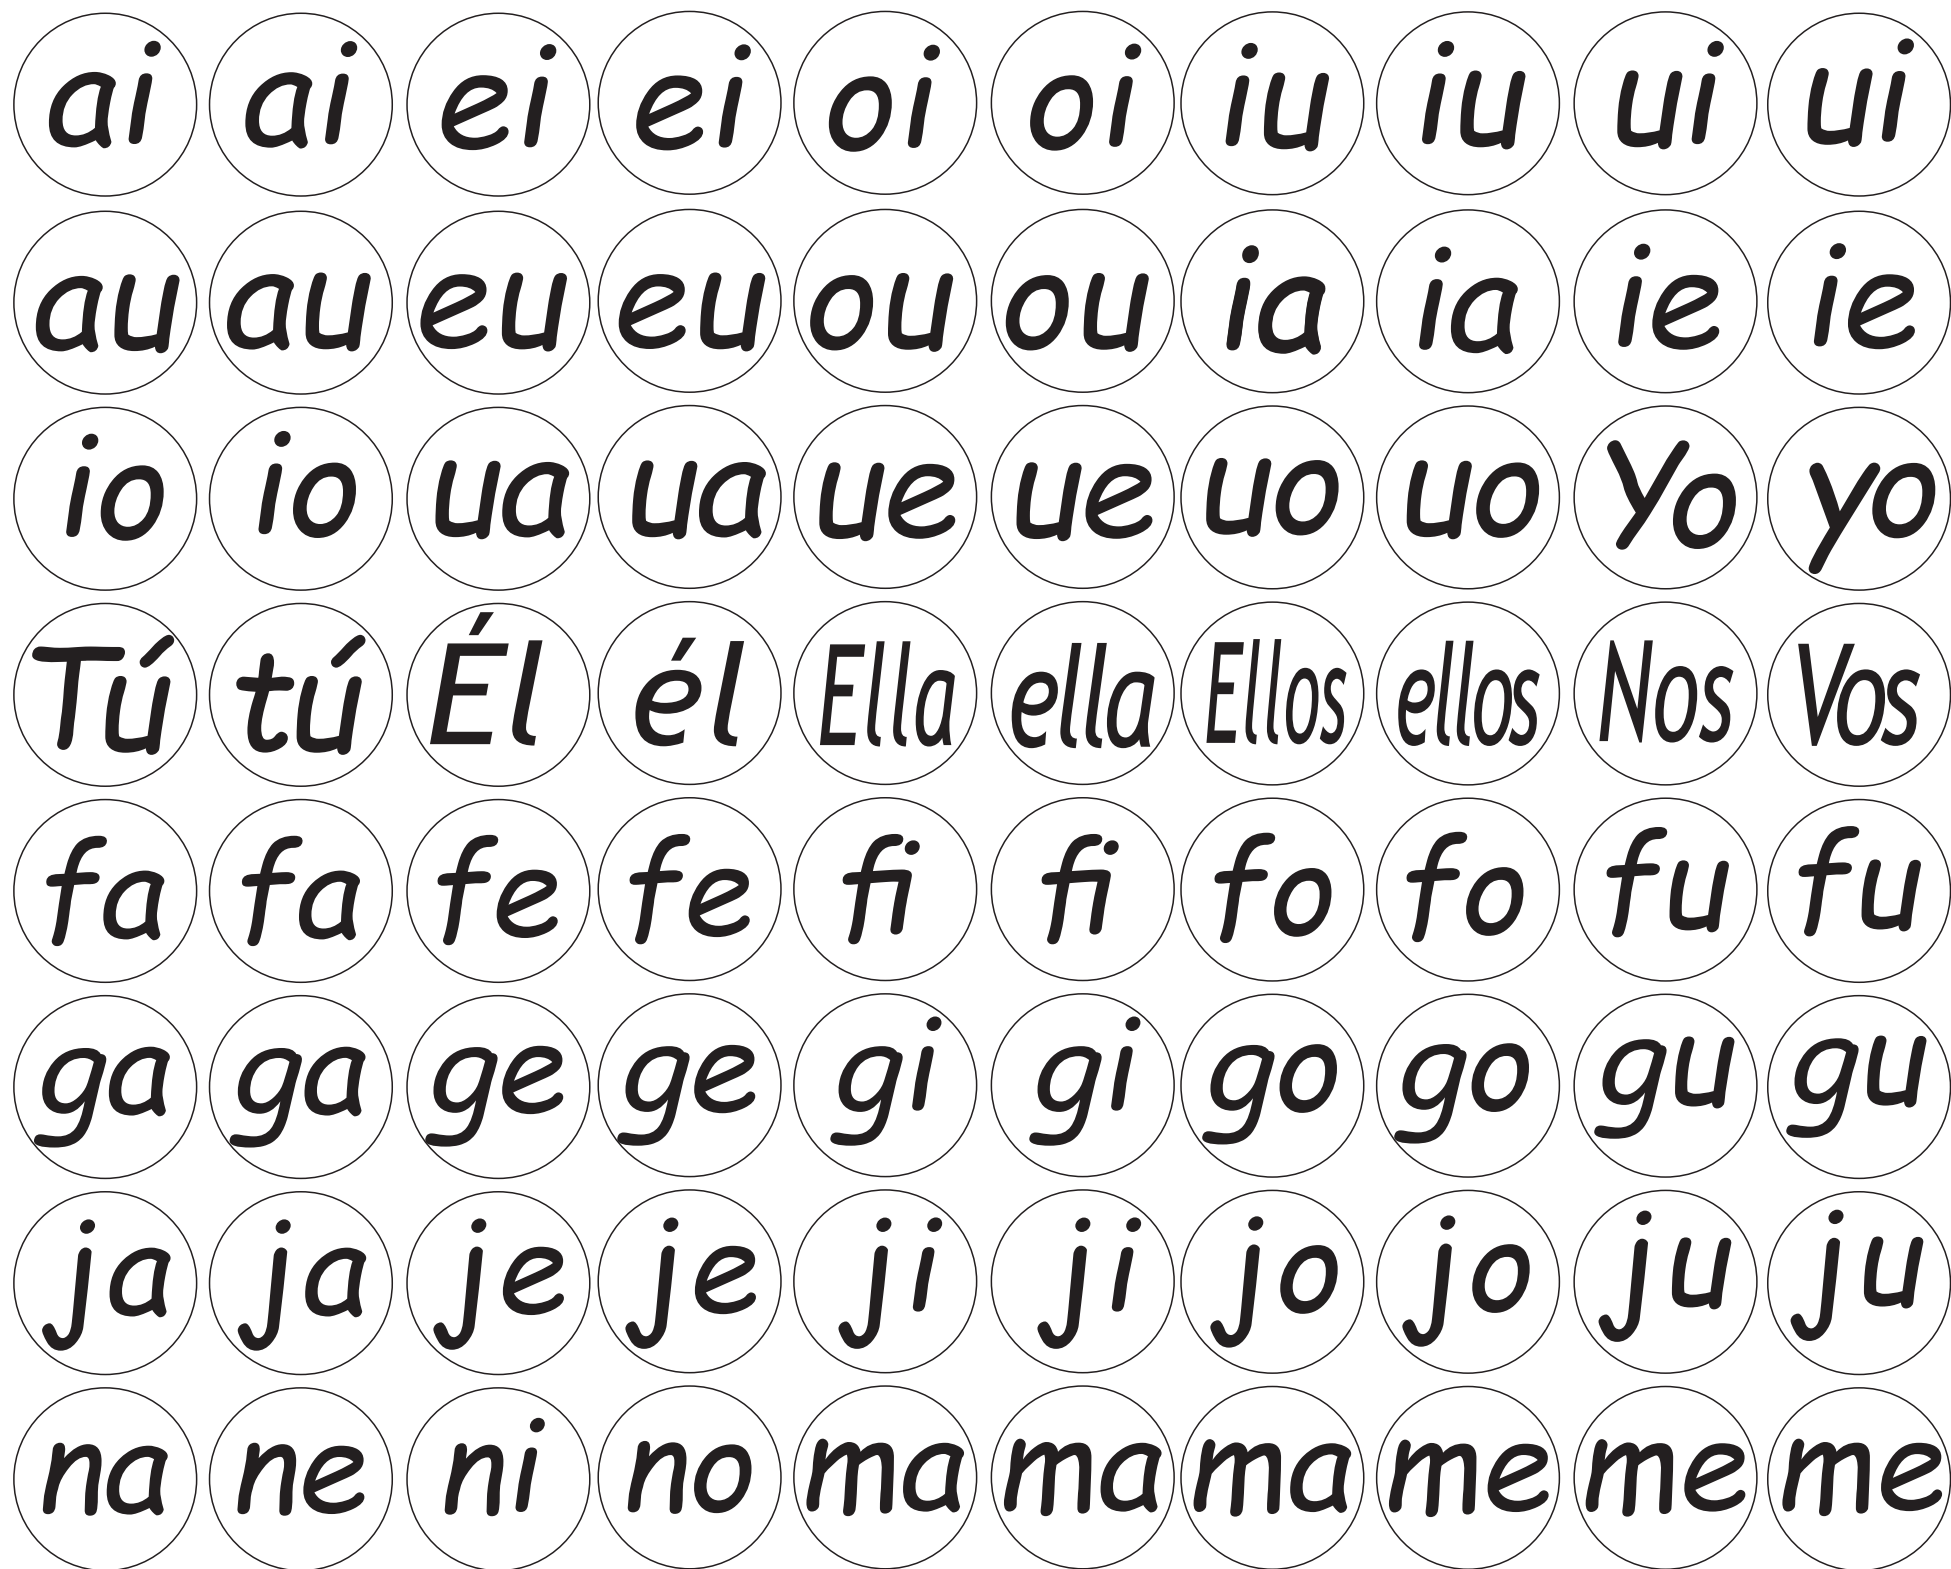 ai ai ei ei oi oi iu iu ui ui
au au eu eu ou ou ia ia ie ie
io io ua ua ue ue uo uo Yo yo
Tú tú Él él Ella ella Ellos ellos Nos Vos
fa fa fe fe fi fi fo fo fu fu
ga ga ge ge gi gi go go gu gu
ja ja je je ji ji jo jo ju ju
na ne ni no ma ma ma me me me